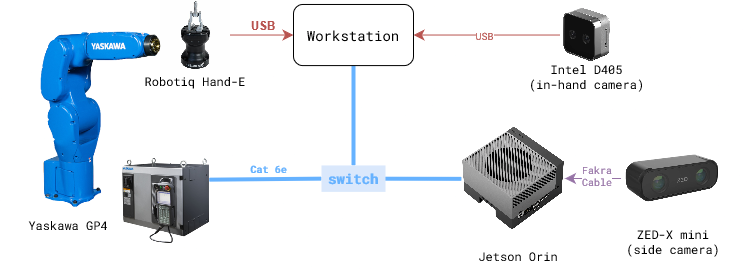 YASKAWA
USB
Workstation
USB
Robotiq Hand-E
Intel D405
(in-hand camera)
Cat 6e
switch
Fakra
Cable
ZED
Yaskawa GP4
Jetson Orin
ZED-X mini
(side camera)